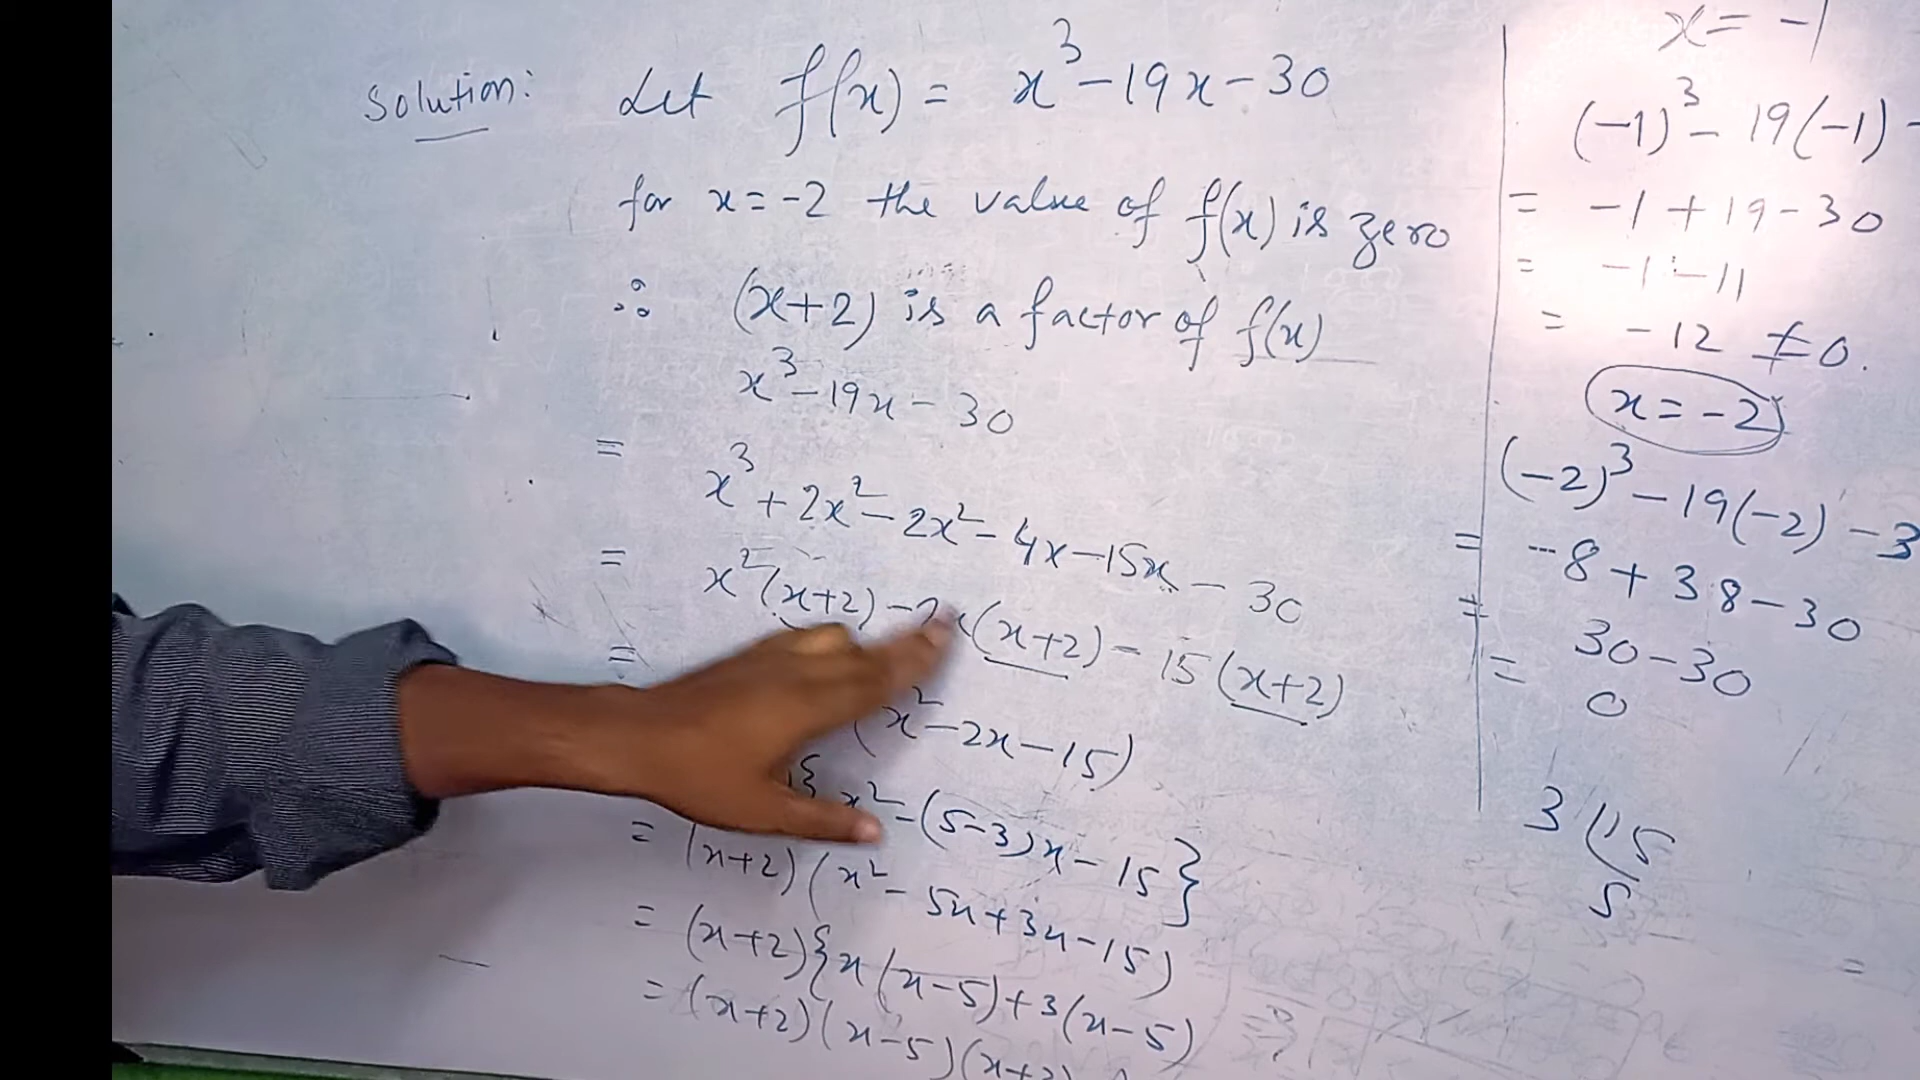 Solution: Let f(x) = x³ - 19x - 30
for x = -2 the value of f(x) is zero
∴ (x+2) is a factor of f(x)
x³ - 19x - 30
= x³ + 2x² - 2x² - 4x - 15x - 30
= x²(x+2) - 2x(x+2) - 15(x+2)
= (x² - 2x - 15)
{x² - (5-3)x - 15}
= (x+2)(x² - 5x + 3x - 15)
= (x+2){x(x-5) + 3(x-5)
= (x+2)(x-5)(x+
x = -1
(-1)³ - 19(-1) -
= -1 + 19 - 30
= -1 - 11
= -12 ≠ 0.
x = -2
(-2)³ - 19(-2) - 3
= -8 + 38 - 30
= 30 - 30
= 0
3 (15
5
=